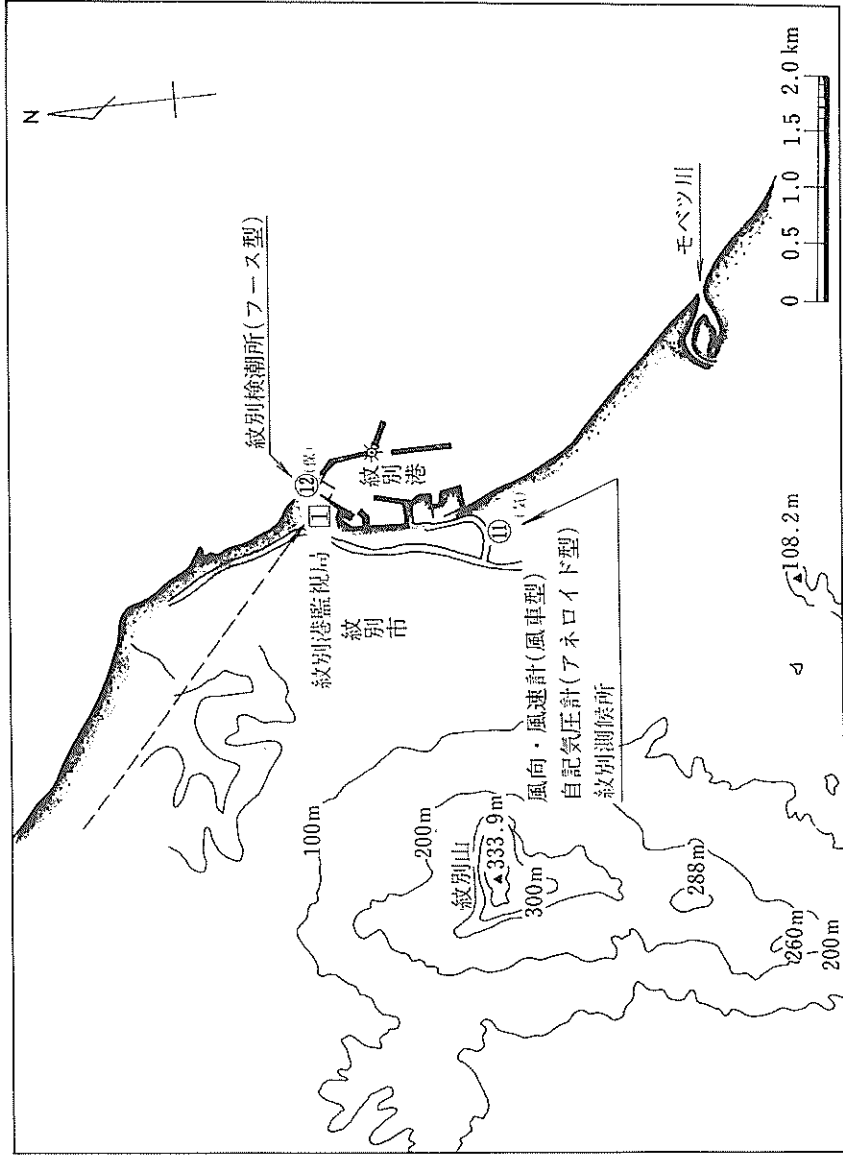 N
紋別検潮所(フース型)
⑫
(保)
1
紋別港監視局
紋別市
紋別港
⑪
(気)
モベツ川
0 0.5 1.0 1.5 2.0 km
風向・風速計(風車型)
自記気圧計(アネロイド型)
紋別測候所
100m
200m
紋別山
▲333.9m
300m
288m
260m
200m
▲108.2m